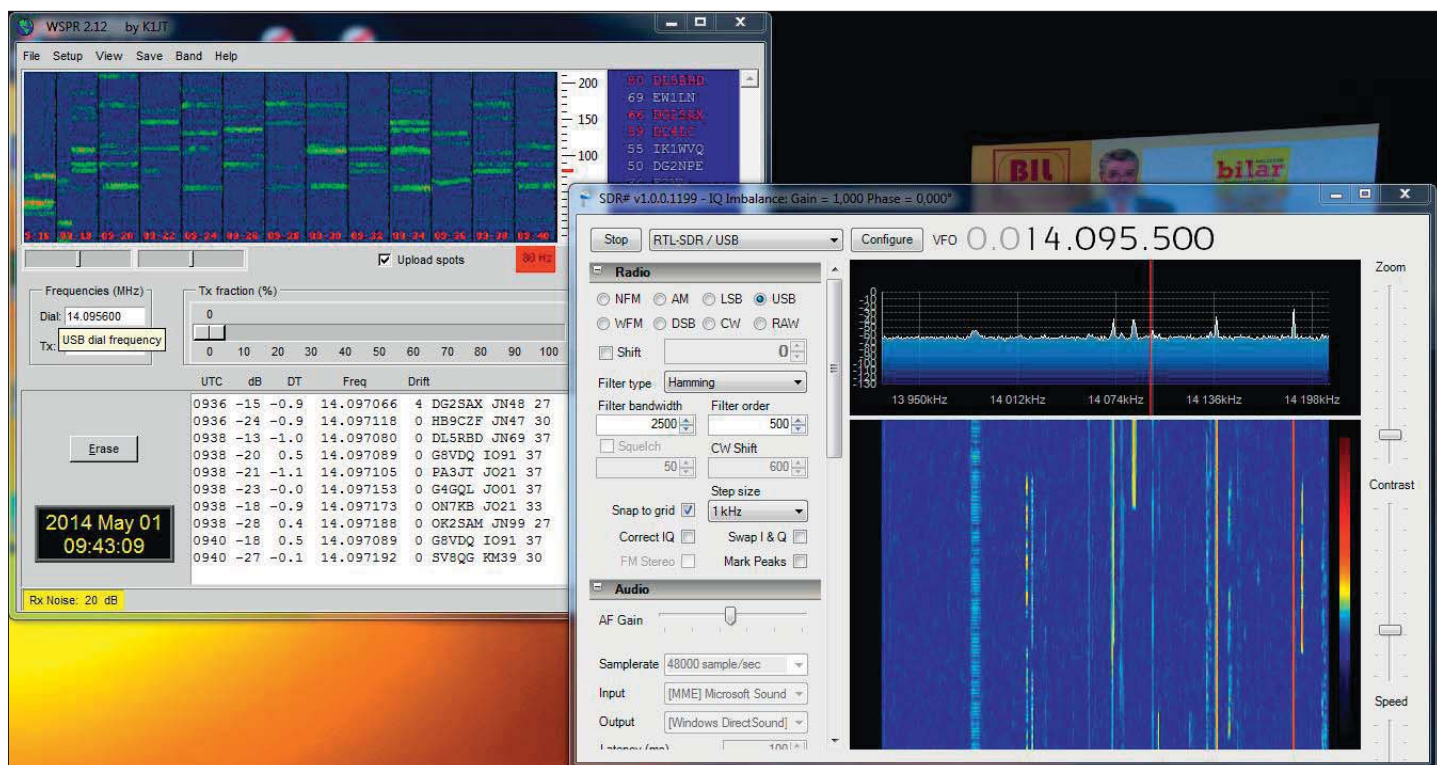 WSPR 2.12 by K1JT
File Setup View Save Band Help
200
150
100
69 EW1LN
55 IK1WVQ
50 DG2NPE
Upload spots
80 Hz
Frequencies (MHz)
Dial: 14.095600
Tx:
USB dial frequency
Tx fraction (%)
0
0 10 20 30 40 50 60 70 80 90 100
UTC dB DT Freq Drift
0936 -15 -0.9 14.097066 4 DG2SAX JN48 27
0936 -24 -0.9 14.097118 0 HB9CZF JN47 30
0938 -13 -1.0 14.097080 0 DL5RBD JN69 37
0938 -20 0.5 14.097089 0 G8VDQ IO91 37
0938 -21 -1.1 14.097105 0 PA3JT JO21 37
0938 -23 -0.0 14.097153 0 G4GQL JO01 37
0938 -18 -0.9 14.097173 0 ON7KB JO21 33
0938 -28 0.4 14.097188 0 OK2SAM JN99 27
0940 -18 0.5 14.097089 0 G8VDQ IO91 37
0940 -27 -0.1 14.097192 0 SV8QG KM39 30
Erase
2014 May 01
09:43:09
Rx Noise: 20 dB
BIL
bilar
SDR# v1.0.0.1199 - IQ Imbalance: Gain = 1,000 Phase = 0,000°
Stop RTL-SDR / USB Configure VFO 0.014.095.500
Radio
NFM AM LSB USB
WFM DSB CW RAW
Shift 0
Filter type Hamming
Filter bandwidth Filter order
2500 500
Squelch CW Shift
50 600
Step size
Snap to grid 1 kHz
Correct IQ Swap I & Q
FM Stereo Mark Peaks
Audio
AF Gain
Samplerate 48000 sample/sec
Input [MME] Microsoft Sound
Output [Windows DirectSound]
Latency (ms) 100
0
-130
13 950kHz 14 012kHz 14 074kHz 14 136kHz 14 198kHz
Zoom
Contrast
Speed